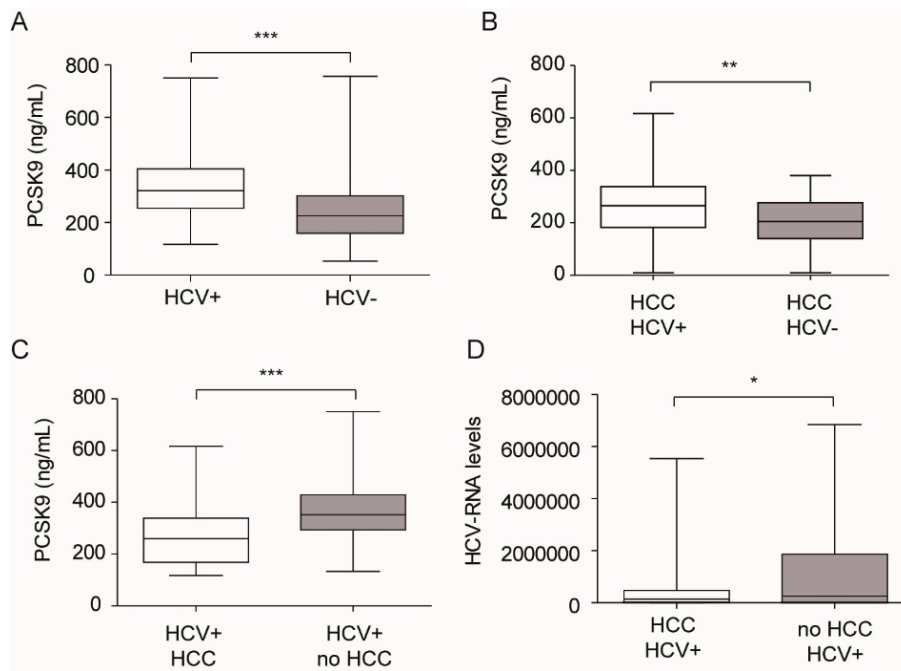 A
***
PCSK9 (ng/mL)
800
600
400
200
0
HCV+ HCV-
B
**
PCSK9 (ng/mL)
800
600
400
200
0
HCC HCC
HCV+ HCV-
C
***
PCSK9 (ng/mL)
800
600
400
200
0
HCV+ HCV+
HCC no HCC
D
*
HCV-RNA levels
8000000
6000000
4000000
2000000
0
HCC no HCC
HCV+ HCV+